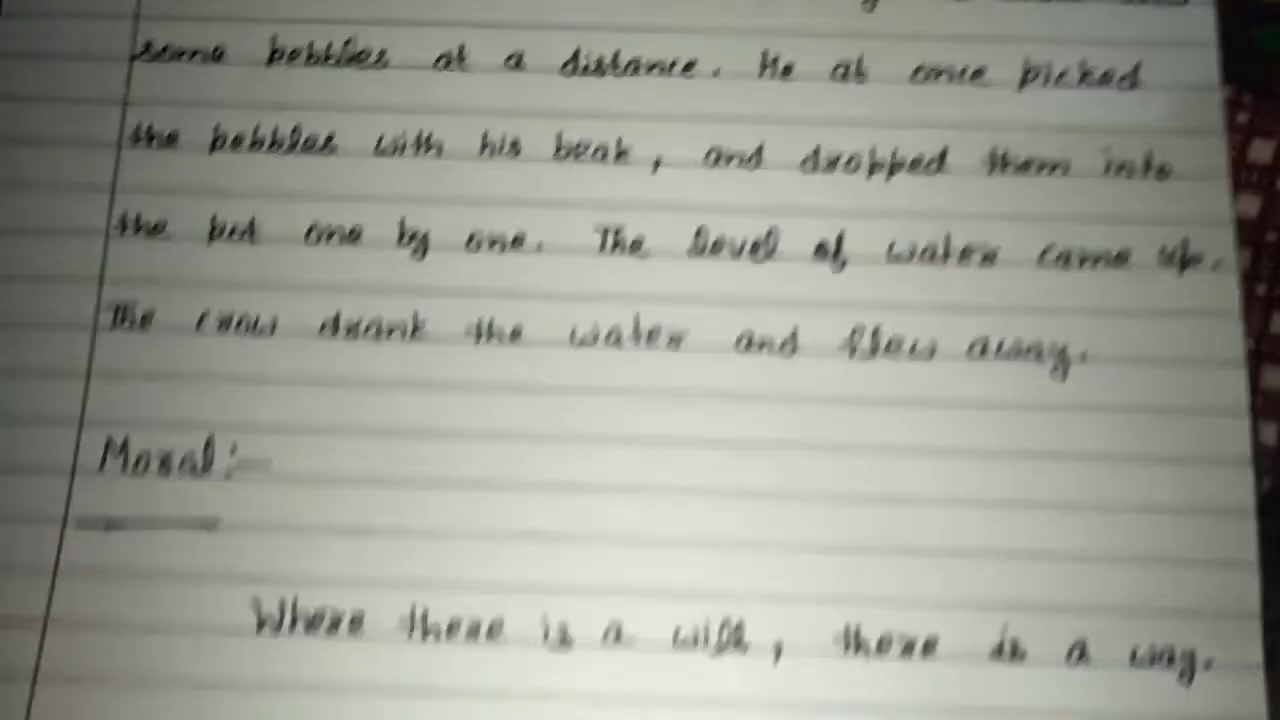 some pebbles at a distance. He at once picked
the pebbles with his beak, and dropped them into
the pot one by one. The level of water came up.
The crow drank the water and flew away.
Moral:-
Where there is a will, there is a way.